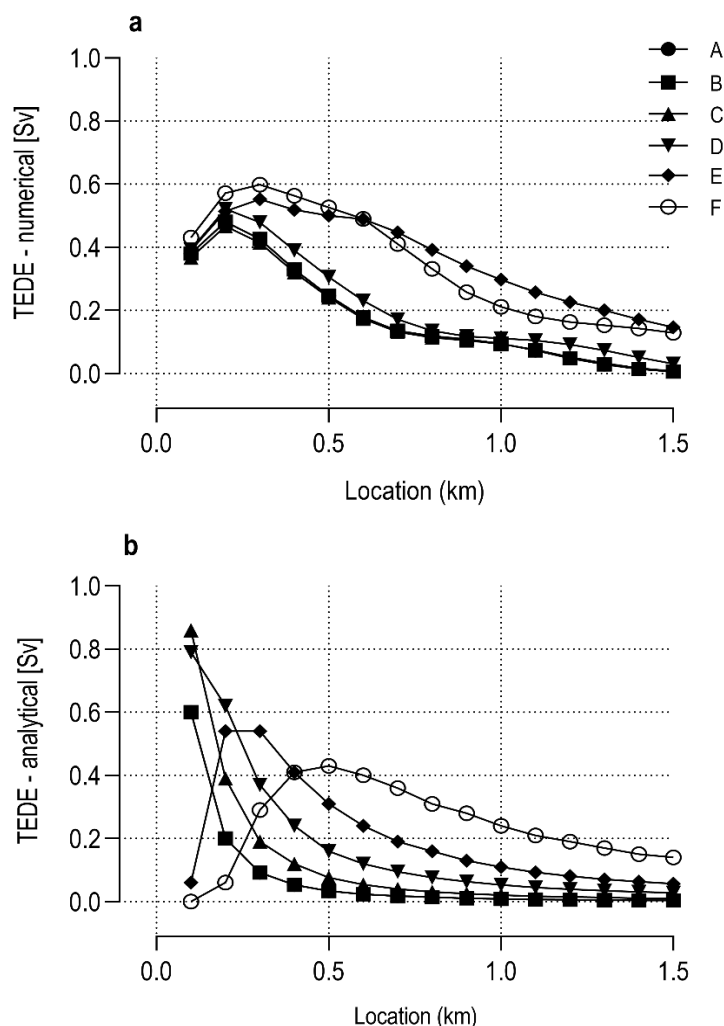 a
1.0
0.8
0.6
0.4
0.2
0.0
TEDE - numerical [Sv]
A
B
C
D
E
F
0.0 0.5 1.0 1.5
Location (km)
b
1.0
0.8
0.6
0.4
0.2
0.0
TEDE - analytical [Sv]
0.0 0.5 1.0 1.5
Location (km)